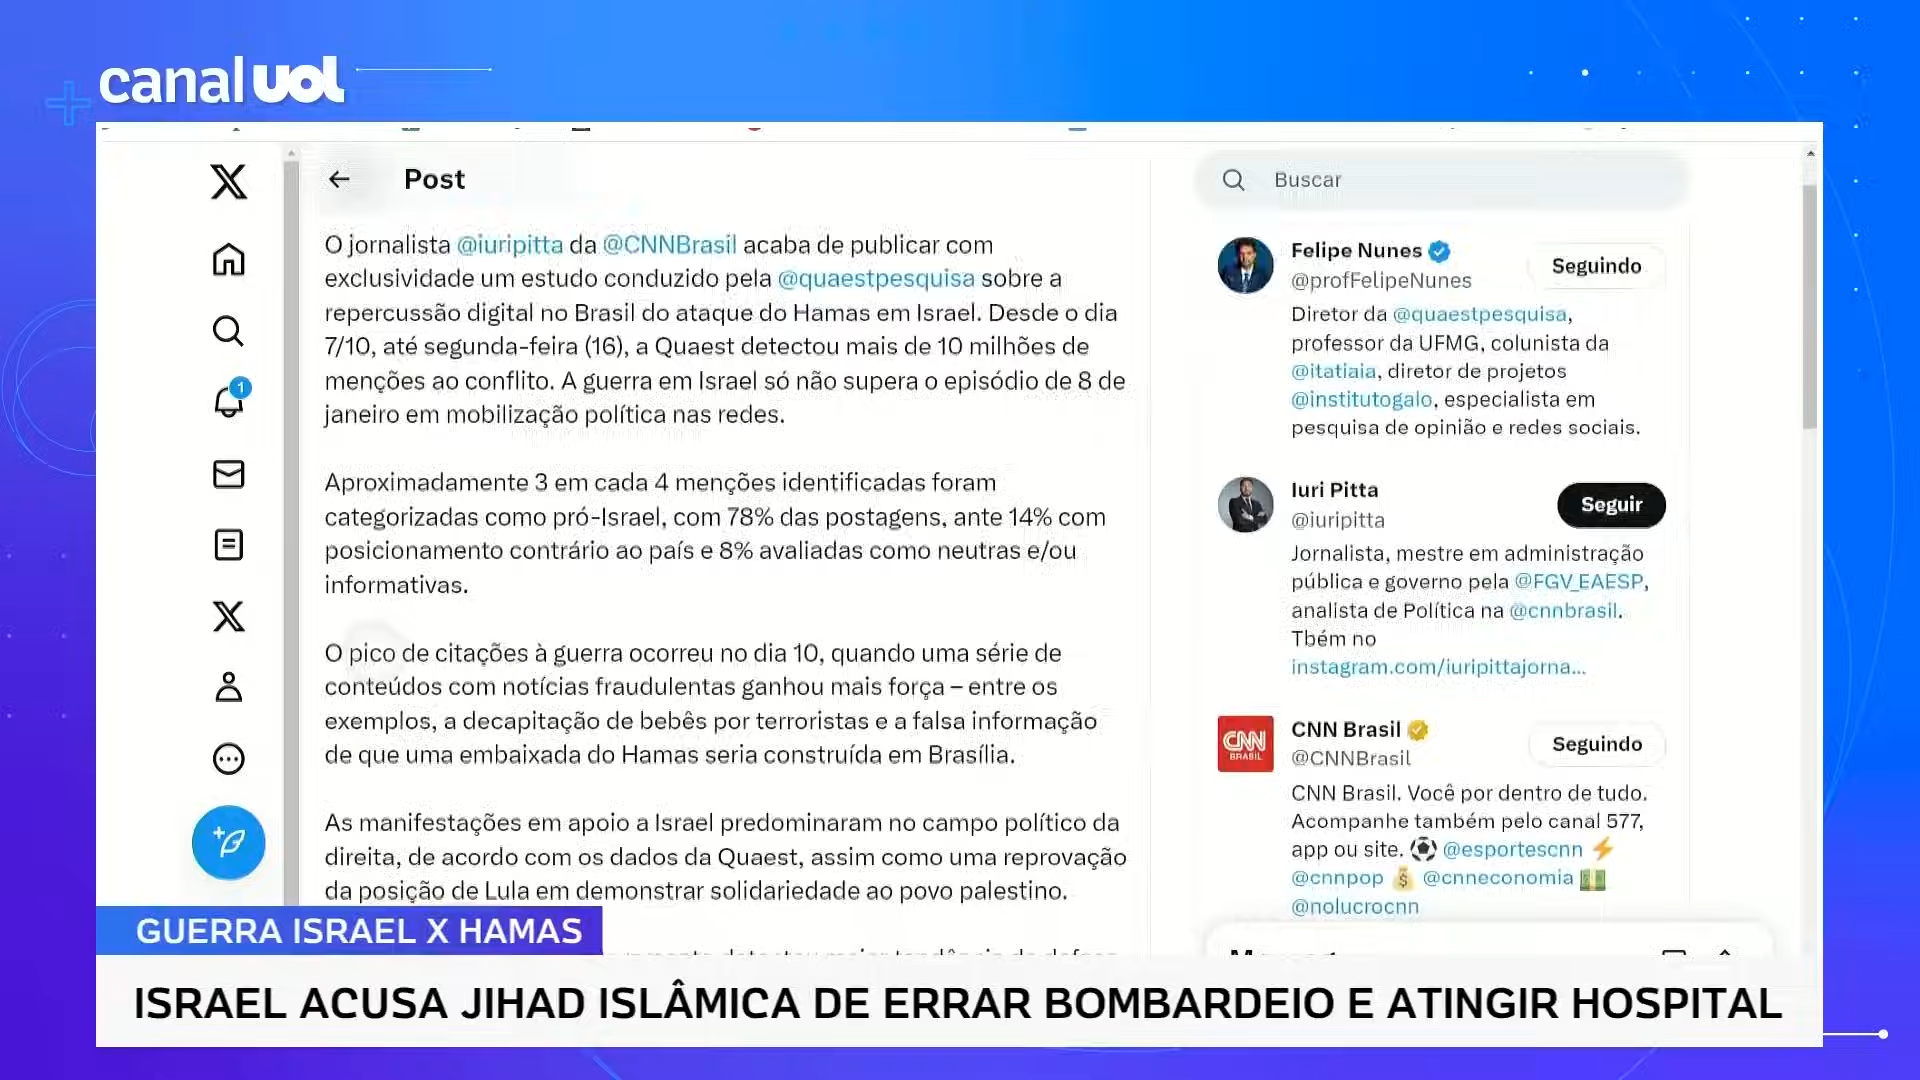 canal UOL
Post
O jornalista @iuripitta da @CNNBrasil acaba de publicar com
exclusividade um estudo conduzido pela @quaestpesquisa sobre a
repercussão digital no Brasil do ataque do Hamas em Israel. Desde o dia
7/10, até segunda-feira (16), a Quaest detectou mais de 10 milhões de
menções ao conflito. A guerra em Israel só não supera o episódio de 8 de
janeiro em mobilização política nas redes.
Aproximadamente 3 em cada 4 menções identificadas foram
categorizadas como pró-Israel, com 78% das postagens, ante 14% com
posicionamento contrário ao país e 8% avaliadas como neutras e/ou
informativas.
O pico de citações à guerra ocorreu no dia 10, quando uma série de
conteúdos com notícias fraudulentas ganhou mais força – entre os
exemplos, a decapitação de bebês por terroristas e a falsa informação
de que uma embaixada do Hamas seria construída em Brasília.
As manifestações em apoio a Israel predominaram no campo político da
direita, de acordo com os dados da Quaest, assim como uma reprovação
da posição de Lula em demonstrar solidariedade ao povo palestino.
1
Buscar
Felipe Nunes
@profFelipeNunes
Seguindo
Diretor da @quaestpesquisa,
professor da UFMG, colunista da
@itatiaia, diretor de projetos
@institutogalo, especialista em
pesquisa de opinião e redes sociais.
Iuri Pitta
@iuripitta
Seguir
Jornalista, mestre em administração
pública e governo pela @FGV_EAESP,
analista de Política na @cnnbrasil.
Tbém no
instagram.com/iuripittajorna...
CNN BRASIL
CNN Brasil
@CNNBrasil
Seguindo
CNN Brasil. Você por dentro de tudo.
Acompanhe também pelo canal 577,
app ou site. ⚽ @esportescnn ⚡
@cnnpop 💰 @cnneconomia 💵
@nolucrocnn
GUERRA ISRAEL X HAMAS
ISRAEL ACUSA JIHAD ISLÂMICA DE ERRAR BOMBARDEIO E ATINGIR HOSPITAL